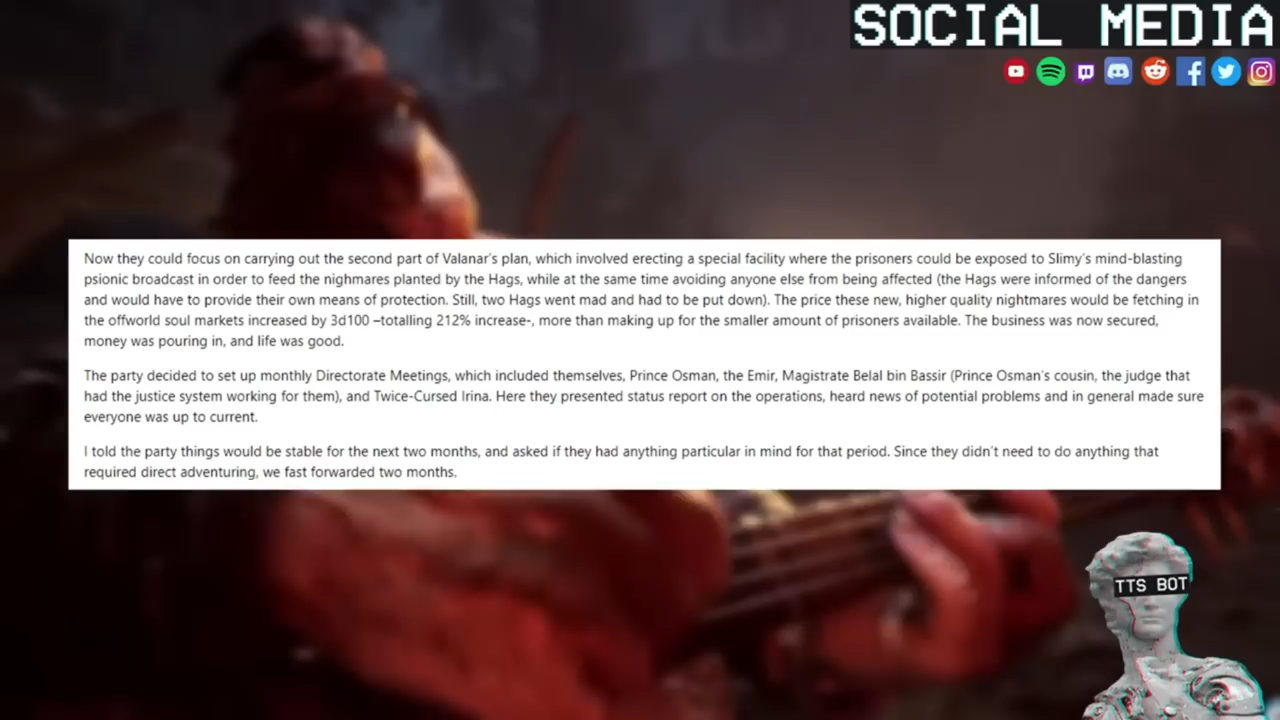 SOCIAL MEDIA
Now they could focus on carrying out the second part of Valanar's plan, which involved erecting a special facility where the prisoners could be exposed to Slimy's mind-blasting
psionic broadcast in order to feed the nighmares planted by the Hags, while at the same time avoiding anyone else from being affected (the Hags were informed of the dangers
and would have to provide their own means of protection. Still, two Hags went mad and had to be put down). The price these new, higher quality nightmares would be fetching in
the offworld soul markets increased by 3d100 –totalling 212% increase-, more than making up for the smaller amount of prisoners available. The business was now secured,
money was pouring in, and life was good.
The party decided to set up monthly Directorate Meetings, which included themselves, Prince Osman, the Emir, Magistrate Belal bin Bassir (Prince Osman's cousin, the judge that
had the justice system working for them), and Twice-Cursed Irina. Here they presented status report on the operations, heard news of potential problems and in general made sure
everyone was up to current.
I told the party things would be stable for the next two months, and asked if they had anything particular in mind for that period. Since they didn't need to do anything that
required direct adventuring, we fast forwarded two months.
TTS BOT